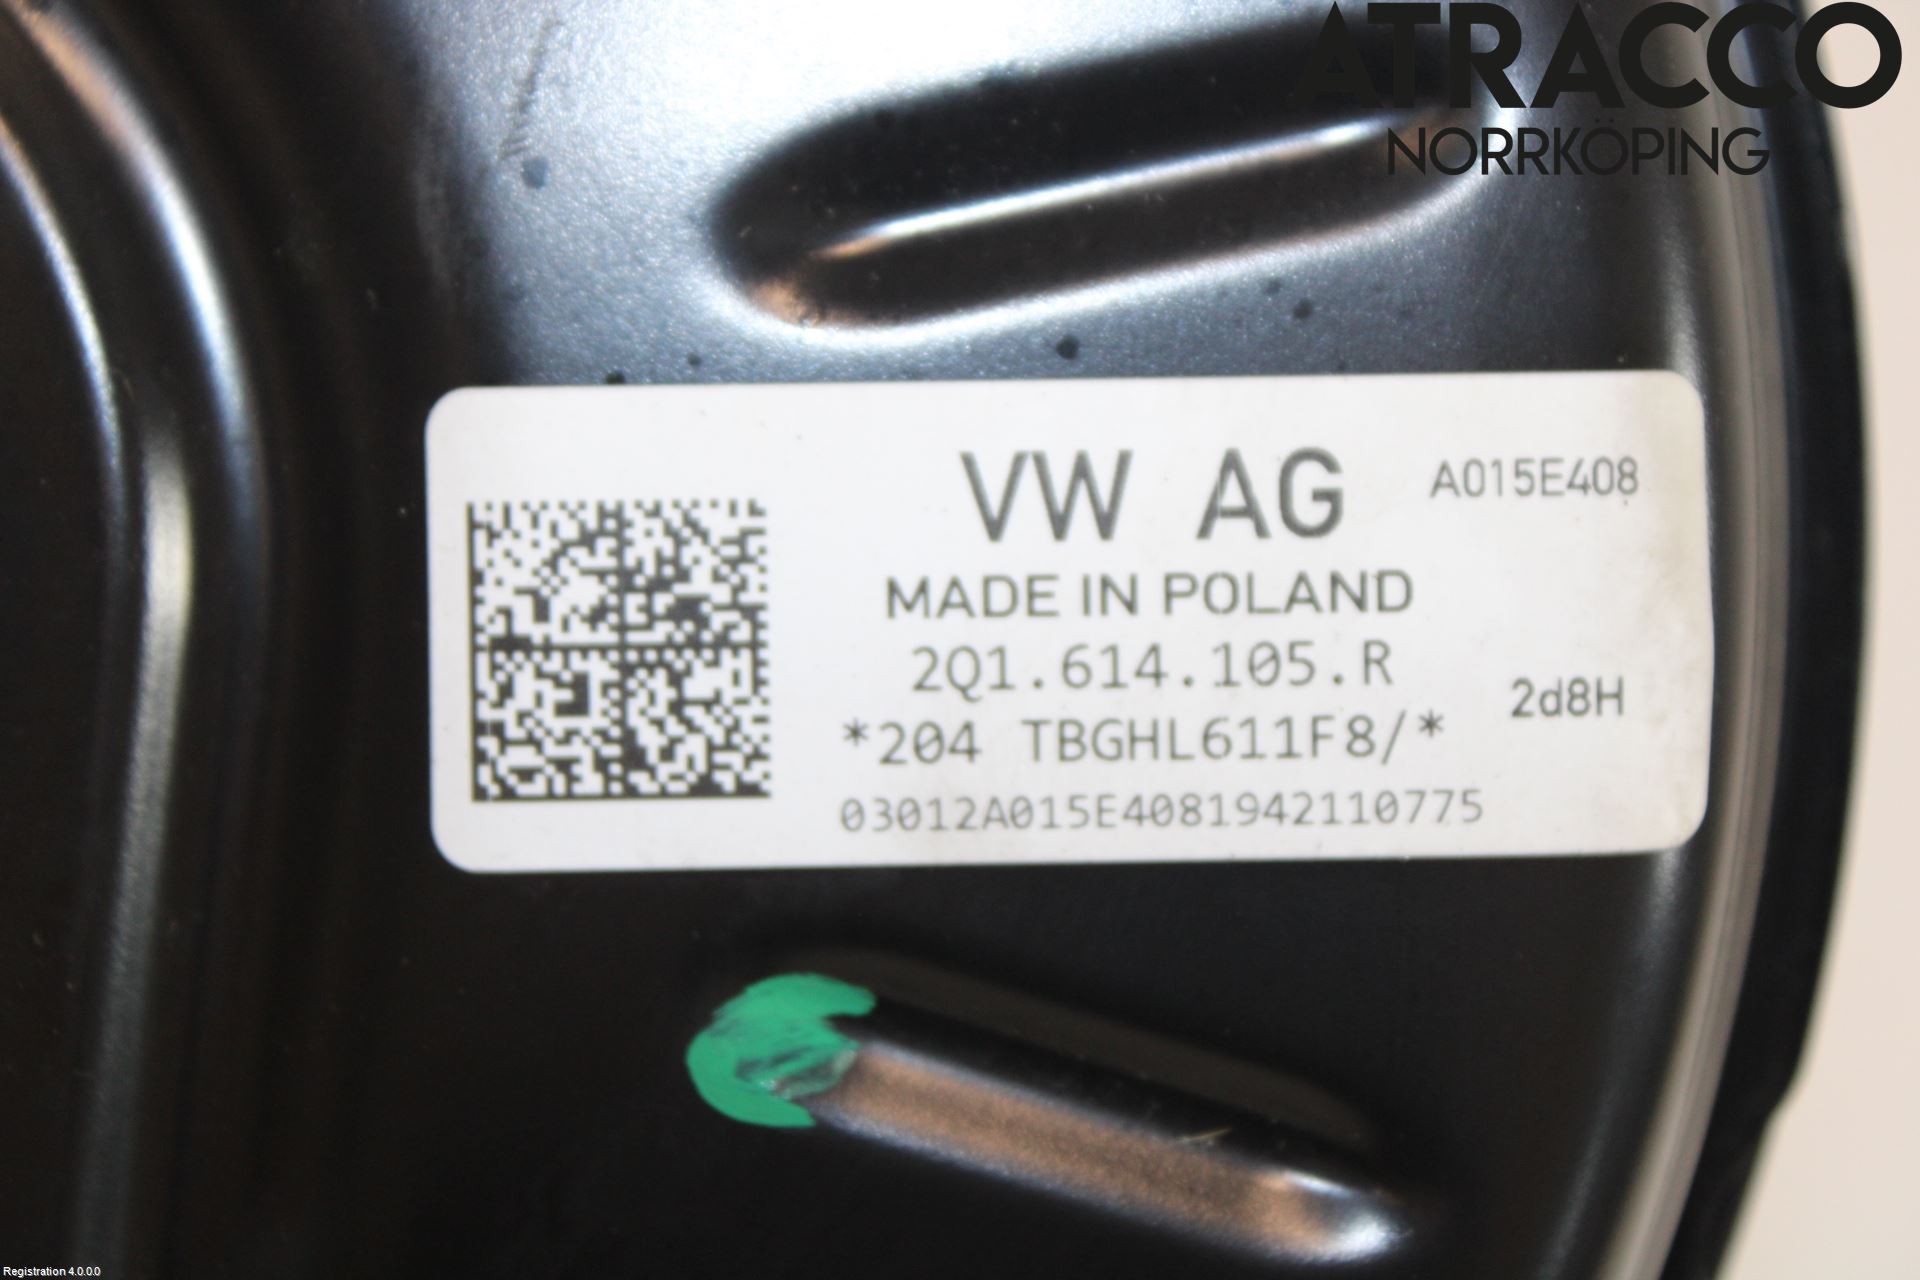 ATRACCO
NORRKÖPING
VW AG A015E408
MADE IN POLAND
2Q1.614.105.R
2d8H
*204 TBGHL611F8/*
03012A015E4081942110775
Registration 4.0.0.0